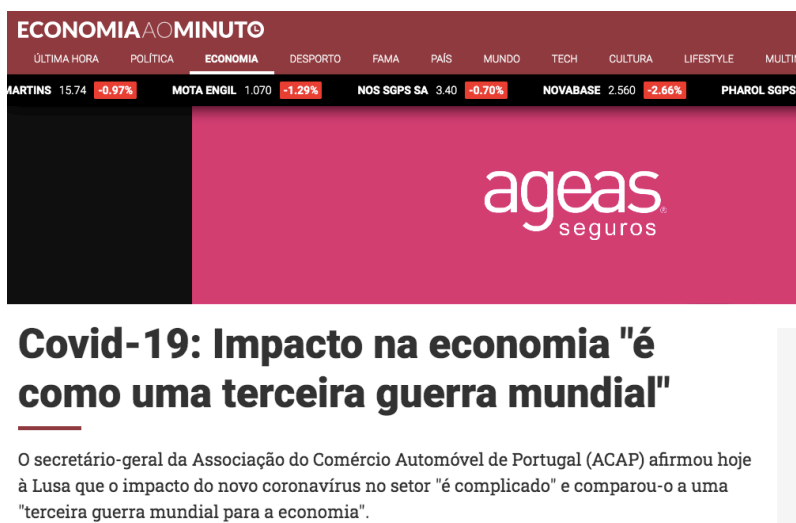 ECONOMIAAOMINUTO
ÚLTIMA HORA POLÍTICA ECONOMIA DESPORTO FAMA PAÍS MUNDO TECH CULTURA LIFESTYLE
MARTINS 15.74 -0.97% MOTA ENGIL 1.070 -1.29% NOS SGPS SA 3.40 -0.70% NOVABASE 2.560 -2.66% PHAROL SGPS
ageas®
seguros
Covid-19: Impacto na economia "é
como uma terceira guerra mundial"
O secretário-geral da Associação do Comércio Automóvel de Portugal (ACAP) afirmou hoje
à Lusa que o impacto do novo coronavírus no setor "é complicado" e comparou-o a uma
"terceira guerra mundial para a economia".